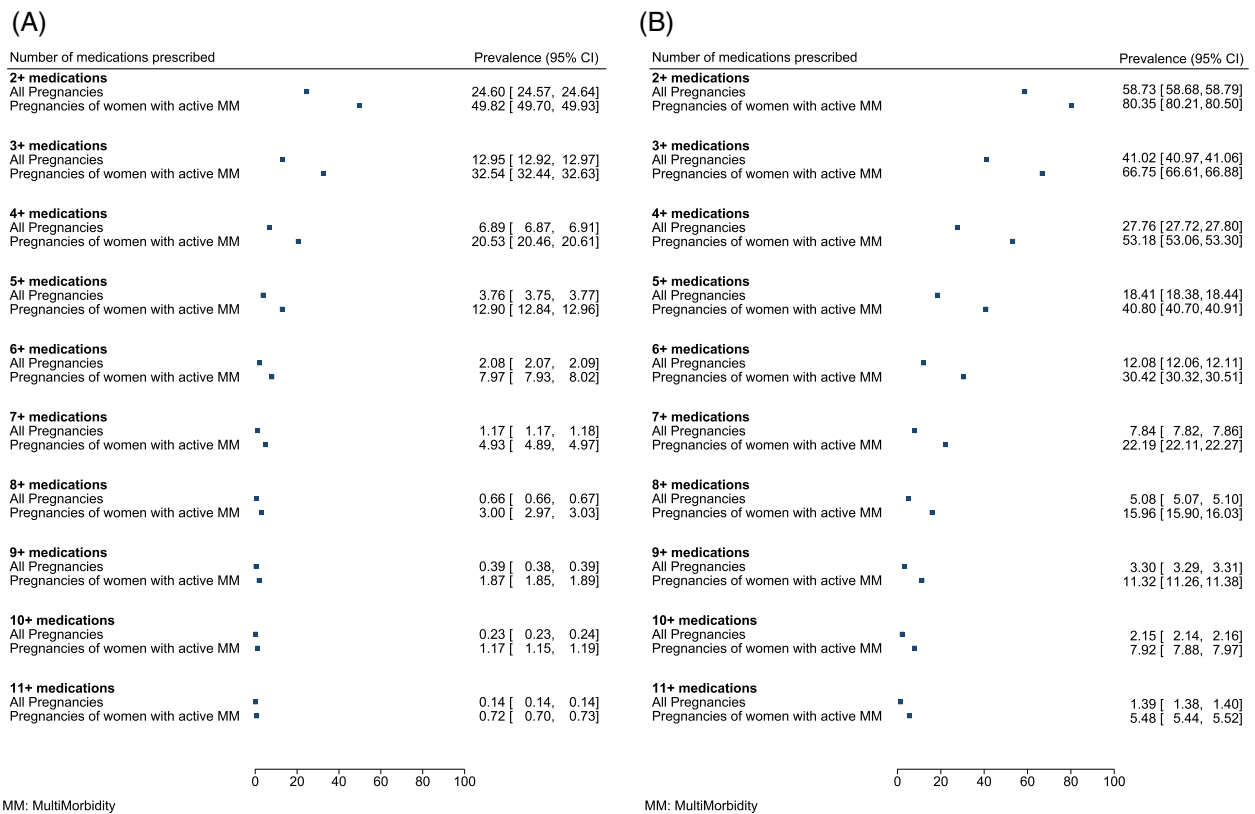 (A)
Number of medications prescribed Prevalence (95% CI)
2+ medications
All Pregnancies 24.60 [ 24.57, 24.64]
Pregnancies of women with active MM 49.82 [ 49.70, 49.93]
3+ medications
All Pregnancies 12.95 [ 12.92, 12.97]
Pregnancies of women with active MM 32.54 [ 32.44, 32.63]
4+ medications
All Pregnancies 6.89 [ 6.87, 6.91]
Pregnancies of women with active MM 20.53 [ 20.46, 20.61]
5+ medications
All Pregnancies 3.76 [ 3.75, 3.77]
Pregnancies of women with active MM 12.90 [ 12.84, 12.96]
6+ medications
All Pregnancies 2.08 [ 2.07, 2.09]
Pregnancies of women with active MM 7.97 [ 7.93, 8.02]
7+ medications
All Pregnancies 1.17 [ 1.17, 1.18]
Pregnancies of women with active MM 4.93 [ 4.89, 4.97]
8+ medications
All Pregnancies 0.66 [ 0.66, 0.67]
Pregnancies of women with active MM 3.00 [ 2.97, 3.03]
9+ medications
All Pregnancies 0.39 [ 0.38, 0.39]
Pregnancies of women with active MM 1.87 [ 1.85, 1.89]
10+ medications
All Pregnancies 0.23 [ 0.23, 0.24]
Pregnancies of women with active MM 1.17 [ 1.15, 1.19]
11+ medications
All Pregnancies 0.14 [ 0.14, 0.14]
Pregnancies of women with active MM 0.72 [ 0.70, 0.73]
0 20 40 60 80 100
MM: MultiMorbidity
(B)
Number of medications prescribed Prevalence (95% CI)
2+ medications
All Pregnancies 58.73 [58.68, 58.79]
Pregnancies of women with active MM 80.35 [80.21, 80.50]
3+ medications
All Pregnancies 41.02 [40.97, 41.06]
Pregnancies of women with active MM 66.75 [66.61, 66.88]
4+ medications
All Pregnancies 27.76 [27.72, 27.80]
Pregnancies of women with active MM 53.18 [53.06, 53.30]
5+ medications
All Pregnancies 18.41 [18.38, 18.44]
Pregnancies of women with active MM 40.80 [40.70, 40.91]
6+ medications
All Pregnancies 12.08 [12.06, 12.11]
Pregnancies of women with active MM 30.42 [30.32, 30.51]
7+ medications
All Pregnancies 7.84 [ 7.82, 7.86]
Pregnancies of women with active MM 22.19 [22.11, 22.27]
8+ medications
All Pregnancies 5.08 [ 5.07, 5.10]
Pregnancies of women with active MM 15.96 [15.90, 16.03]
9+ medications
All Pregnancies 3.30 [ 3.29, 3.31]
Pregnancies of women with active MM 11.32 [11.26, 11.38]
10+ medications
All Pregnancies 2.15 [ 2.14, 2.16]
Pregnancies of women with active MM 7.92 [ 7.88, 7.97]
11+ medications
All Pregnancies 1.39 [ 1.38, 1.40]
Pregnancies of women with active MM 5.48 [ 5.44, 5.52]
0 20 40 60 80 100
MM: MultiMorbidity